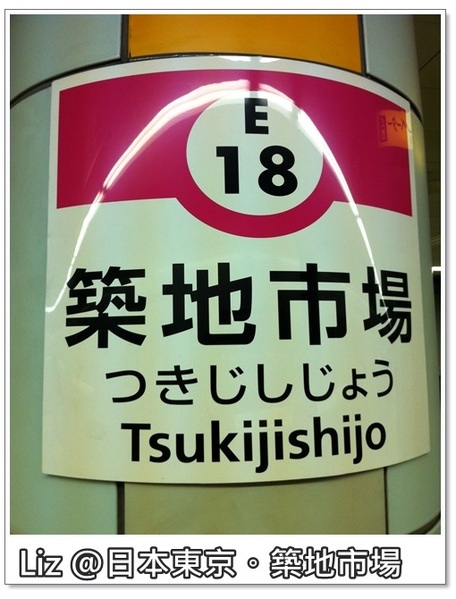 E
18
築地市場
つきじしじょう
Tsukijishijo
Liz @日本東京・築地市場